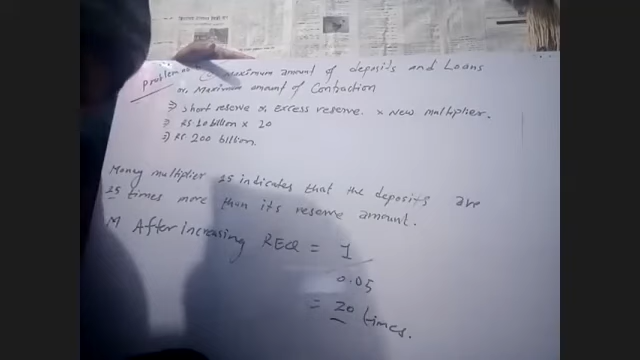 Problem
maximum amount of deposits and Loans
or, Maximum amount of Contraction
⇒ short reserve or excess reserve × New multiplier.
⇒ Rs. 10 billion × 20
⇒ Rs. 200 billion.
Money multiplier 25 indicates that the deposits are
25 times more than its reserve amount.
M After increasing REQ = 1
0.05
= 20 times.